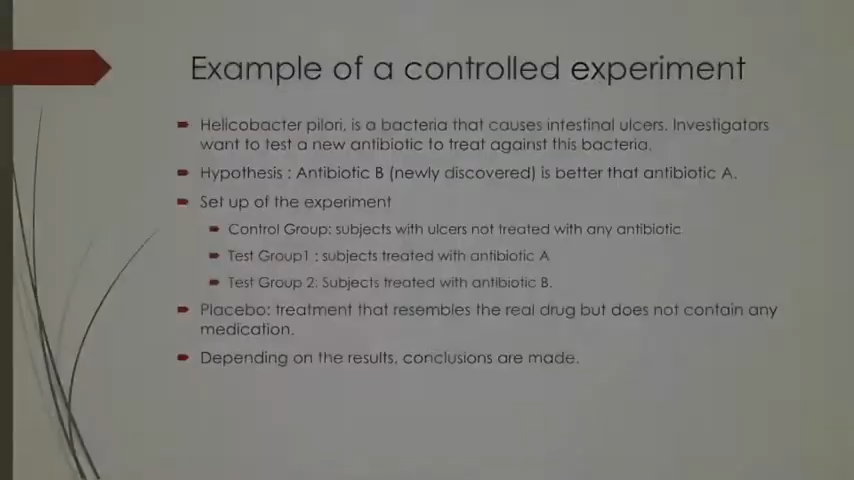 Example of a controlled experiment
Helicobacter pilori, is a bacteria that causes intestinal ulcers. Investigators
want to test a new antibiotic to treat against this bacteria.
Hypothesis : Antibiotic B (newly discovered) is better that antibiotic A.
Set up of the experiment
Control Group: subjects with ulcers not treated with any antibiotic
Test Group1 : subjects treated with antibiotic A
Test Group 2: Subjects treated with antibiotic B.
Placebo: treatment that resembles the real drug but does not contain any
medication.
Depending on the results, conclusions are made.